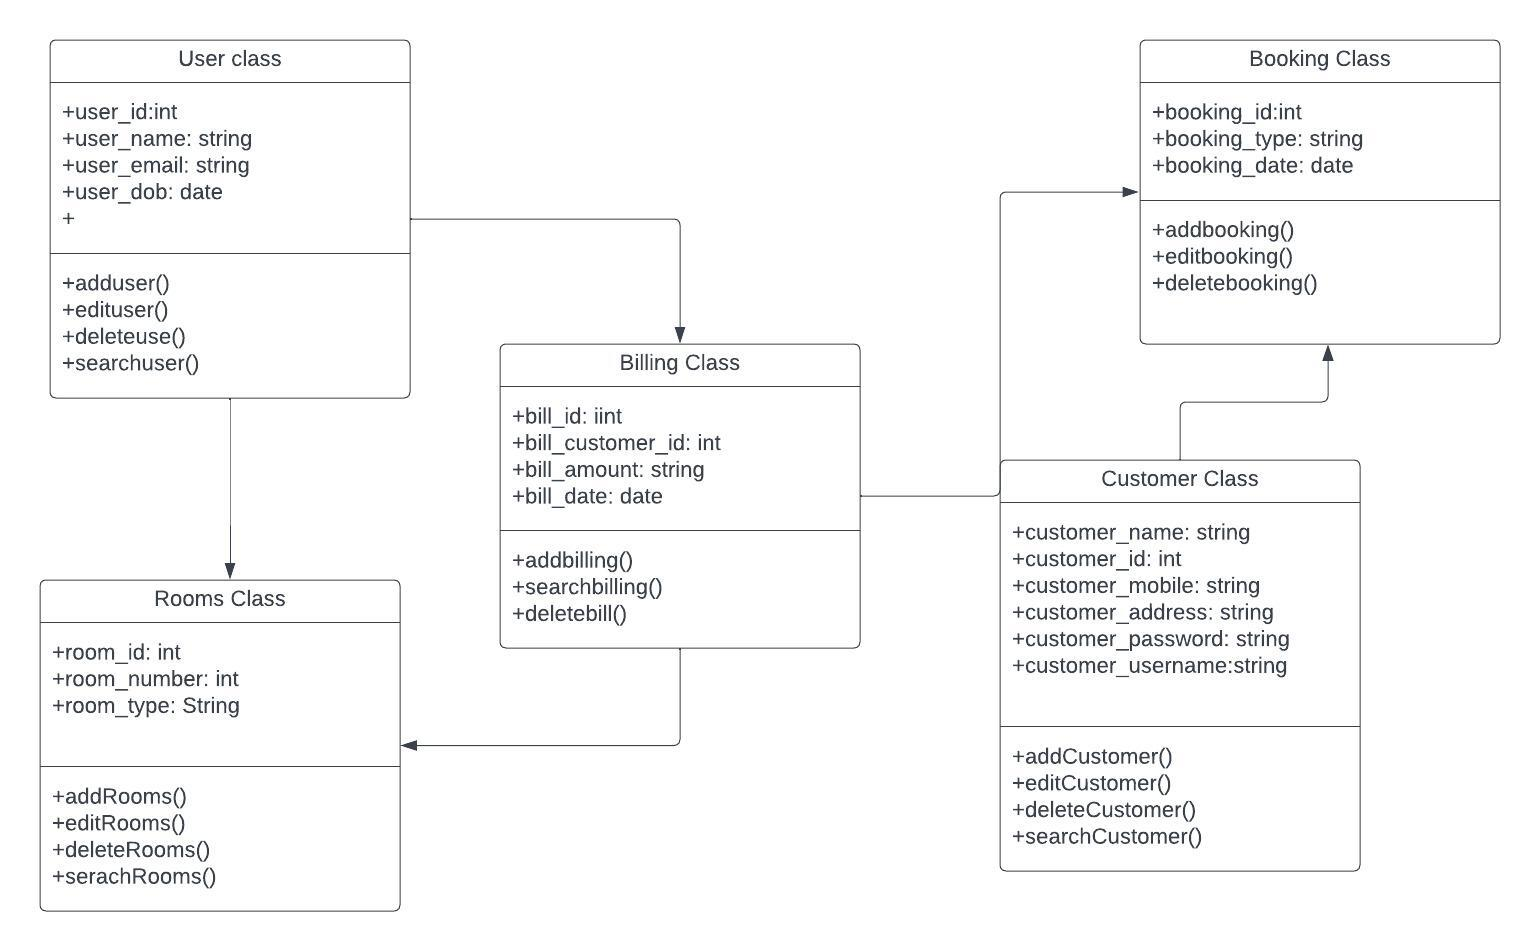 User class
+user_id:int
+user_name: string
+user_email: string
+user_dob: date
+
+adduser()
+edituser()
+deleteuse()
+searchuser()
Booking Class
+booking_id:int
+booking_type: string
+booking_date: date
+addbooking()
+editbooking()
+deletebooking()
Billing Class
+bill_id: iint
+bill_customer_id: int
+bill_amount: string
+bill_date: date
+addbilling()
+searchbilling()
+deletebill()
Customer Class
+customer_name: string
+customer_id: int
+customer_mobile: string
+customer_address: string
+customer_password: string
+customer_username:string
+addCustomer()
+editCustomer()
+deleteCustomer()
+searchCustomer()
Rooms Class
+room_id: int
+room_number: int
+room_type: String
+addRooms()
+editRooms()
+deleteRooms()
+serachRooms()